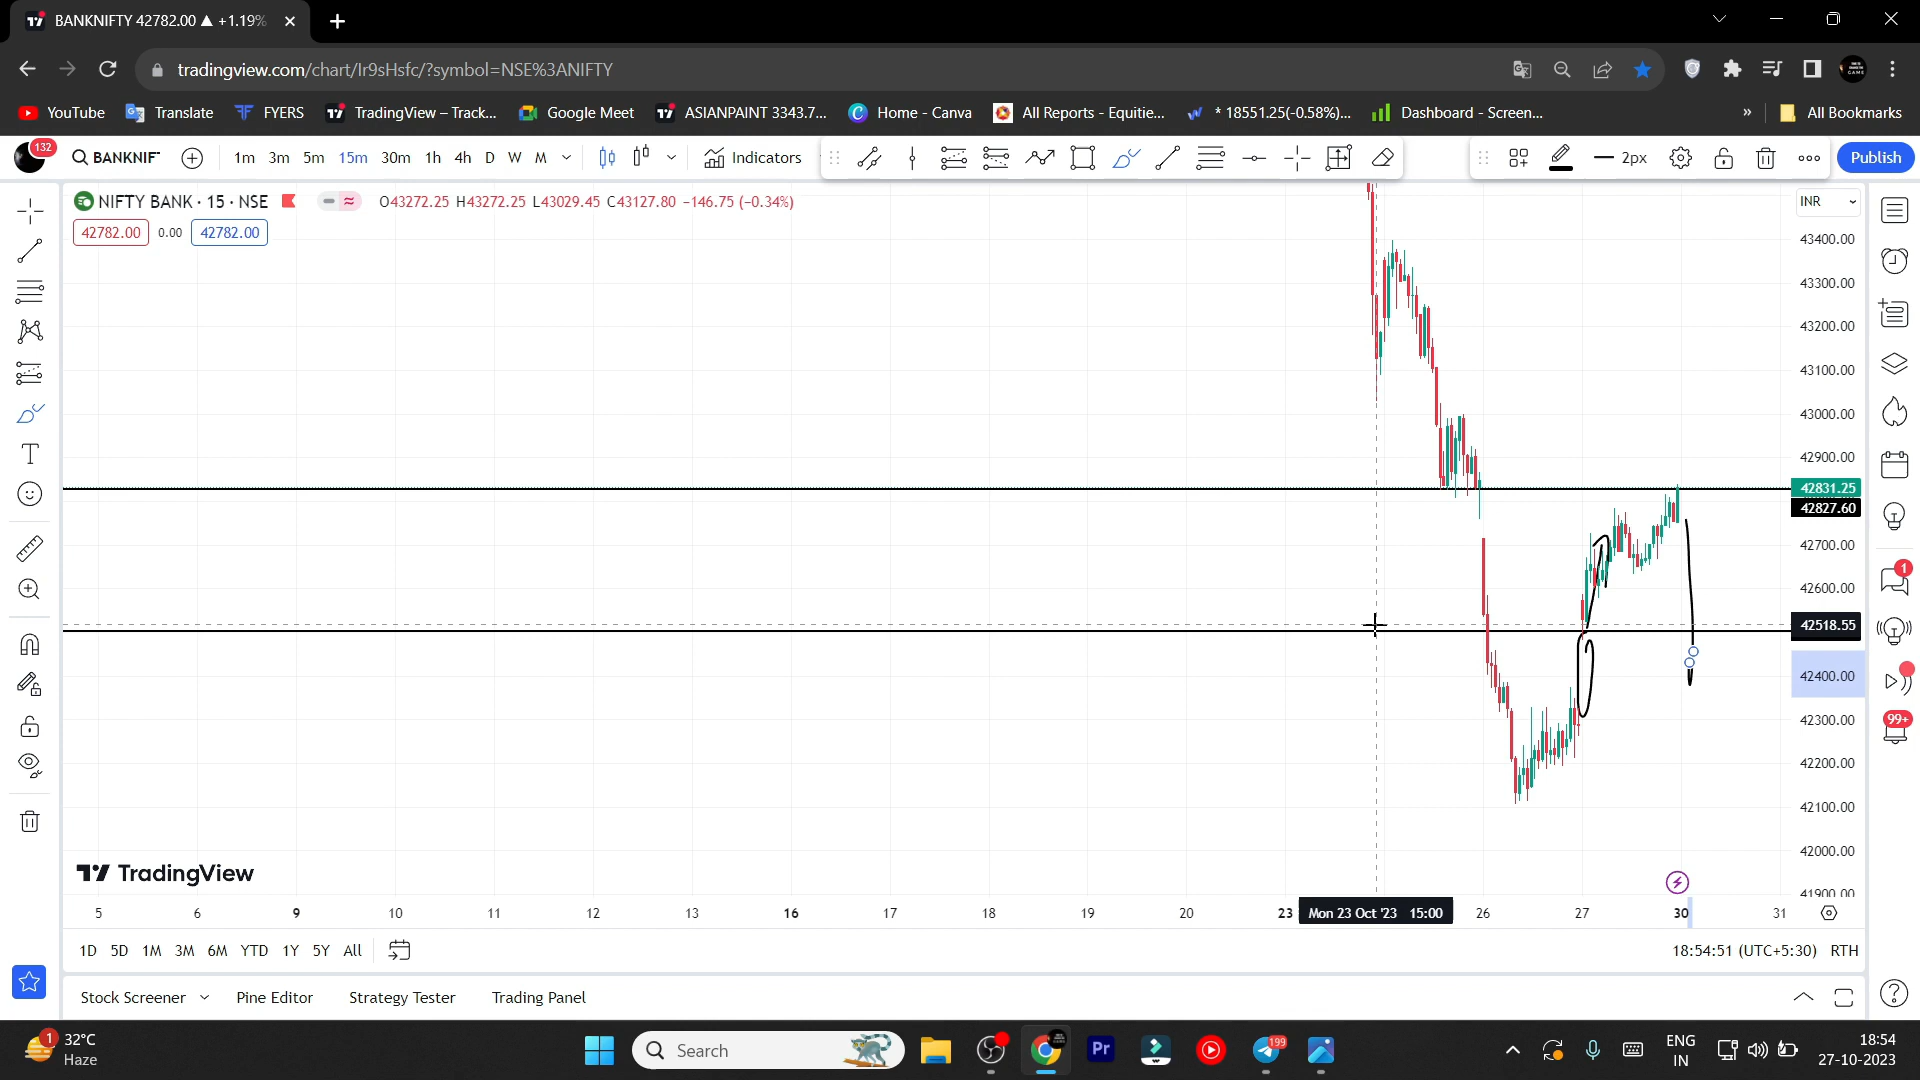 BANKNIFTY 42782.00 ▲ +1.19%
tradingview.com/chart/Ir9sHsfc/?symbol=NSE%3ANIFTY
YouTube Translate FYERS TradingView – Track... Google Meet ASIANPAINT 3343.7... Home - Canva All Reports - Equitie... * 18551.25(-0.58%)... Dashboard - Screen... » All Bookmarks
132 BANKNIF 1m 3m 5m 15m 30m 1h 4h D W M Indicators 2px Publish
NIFTY BANK · 15 · NSE O43272.25 H43272.25 L43029.45 C43127.80 −146.75 (−0.34%) INR
42782.00 0.00 42782.00
43400.00
43300.00
43200.00
43100.00
43000.00
42900.00
42831.25
42827.60
42700.00
42600.00
1
42518.55
42400.00
42300.00
99+
42200.00
42100.00
42000.00
TradingView
41900.00
5 6 9 10 11 12 13 16 17 18 19 20 23 Mon 23 Oct '23 15:00 26 27 30 31
1D 5D 1M 3M 6M YTD 1Y 5Y All 18:54:51 (UTC+5:30) RTH
Stock Screener Pine Editor Strategy Tester Trading Panel
1 32°C
Haze
Search
Pr
199
ENG
IN
18:54
27-10-2023